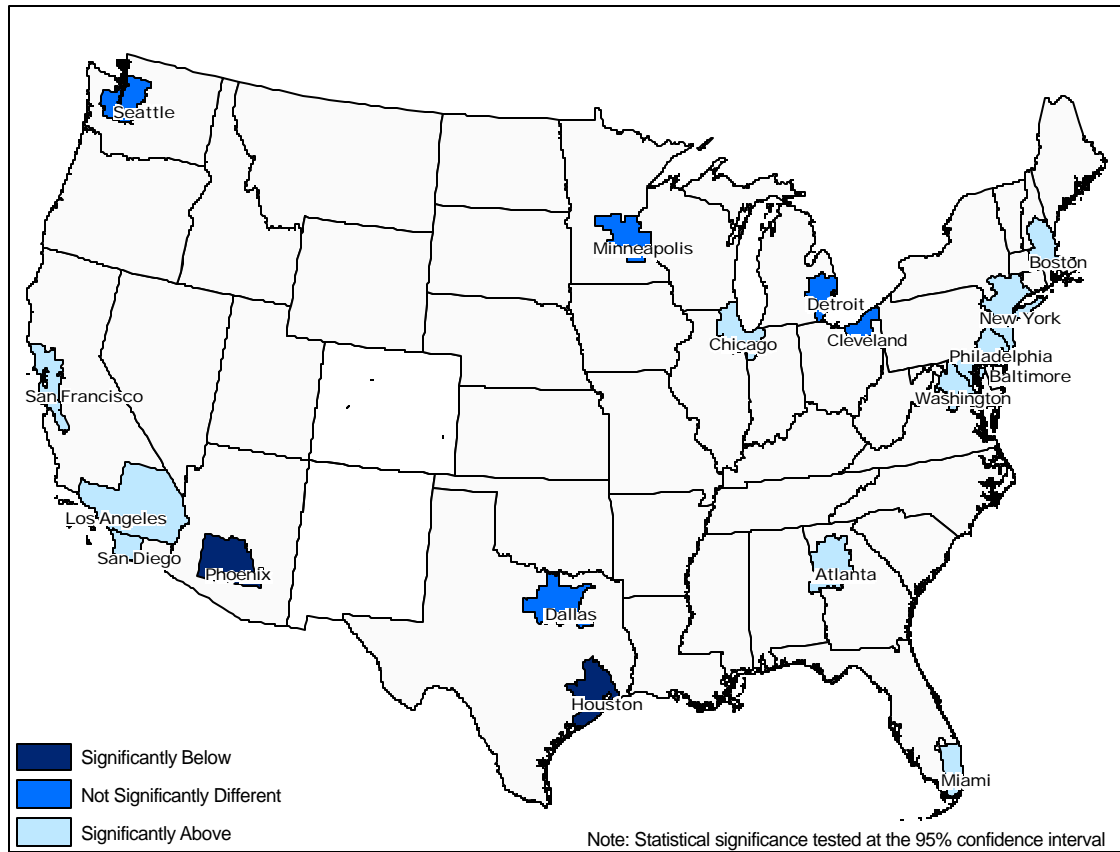 Seattle
Minneapolis
Boston
Detroit
New York
Chicago
Cleveland
Philadelphia
Baltimore
San Francisco
Washington
Los Angeles
San Diego
Phoenix
Atlanta
Dallas
Houston
Miami
Significantly Below
Not Significantly Different
Significantly Above
Note: Statistical significance tested at the 95% confidence interval